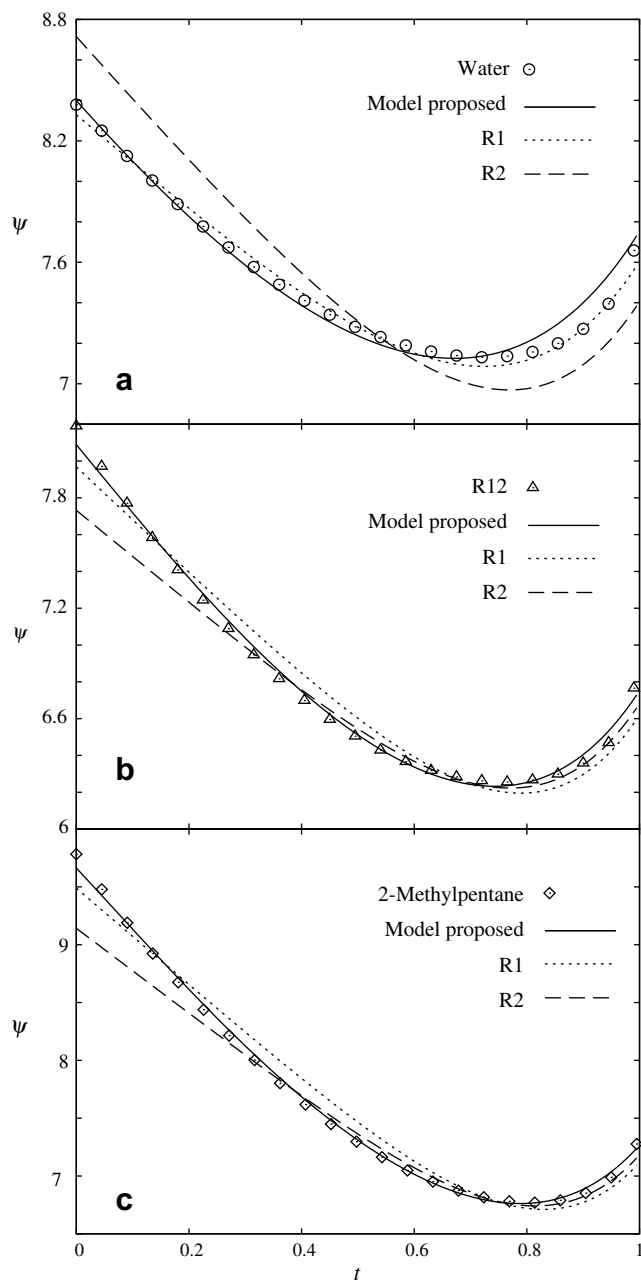 8.8
Water
Model proposed
R1
R2
8.2
ψ
7.6
7
a
R12
Model proposed
R1
R2
7.8
7.2
ψ
6.6
6
b
2-Methylpentane
Model proposed
R1
R2
9
ψ
8
7
c
0 0.2 0.4 0.6 0.8 1
t